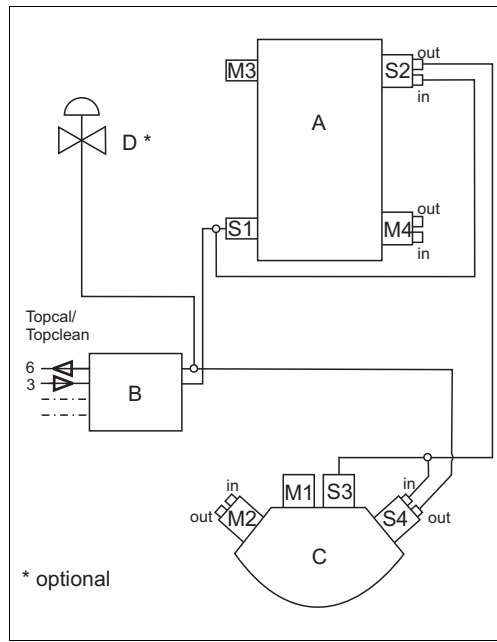 out
M3
S2
A
in
D *
S1
out
M4
in
Topcal/
Topclean
6
3
B
in
M1
S3
in
out
M2
S4
out
C
* optional